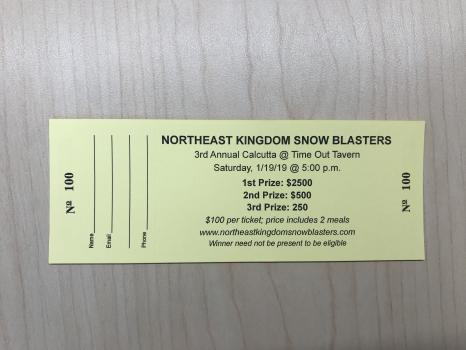 Nº 100
Name
Email
Phone
NORTHEAST KINGDOM SNOW BLASTERS
3rd Annual Calcutta @ Time Out Tavern
Saturday, 1/19/19 @ 5:00 p.m.
1st Prize: $2500
2nd Prize: $500
3rd Prize: 250
$100 per ticket; price includes 2 meals
www.northeastkingdomsnowblasters.com
Winner need not be present to be eligible
Nº 100